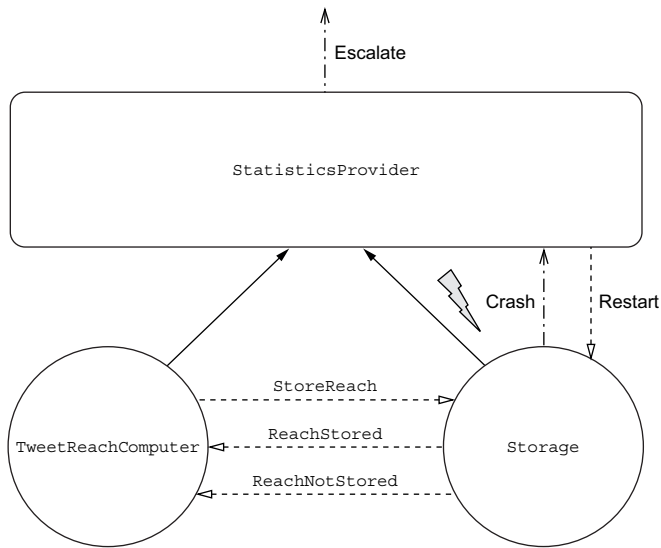 Escalate
StatisticsProvider
Crash
Restart
StoreReach
ReachStored
TweetReachComputer
Storage
ReachNotStored